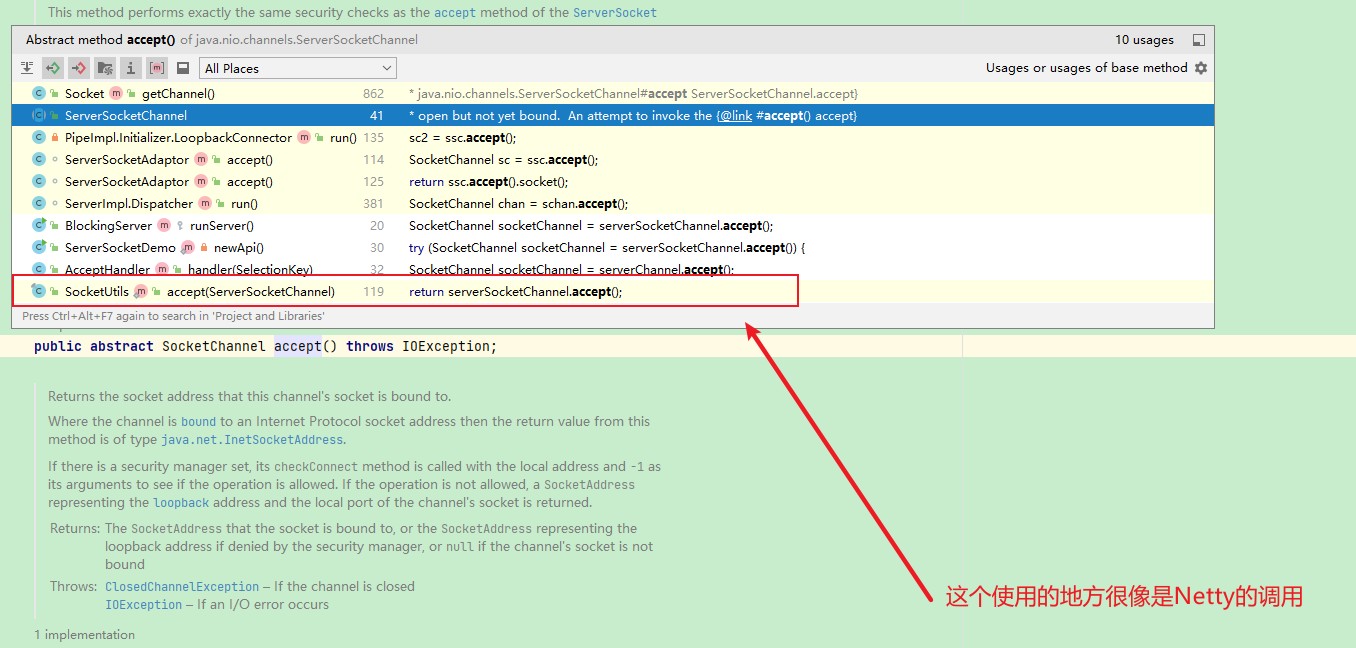 This method performs exactly the same security checks as the accept method of the ServerSocket
Abstract method accept() of java.nio.channels.ServerSocketChannel 10 usages
All Places Usages or usages of base method
Socket getChannel() 862 * java.nio.channels.ServerSocketChannel#accept ServerSocketChannel.accept}
ServerSocketChannel 41 * open but not yet bound. An attempt to invoke the {@link #accept() accept}
PipeImpl.Initializer.LoopbackConnector run() 135 sc2 = ssc.accept();
ServerSocketAdaptor accept() 114 SocketChannel sc = ssc.accept();
ServerSocketAdaptor accept() 125 return ssc.accept().socket();
ServerImpl.Dispatcher run() 381 SocketChannel chan = schan.accept();
BlockingServer runServer() 20 SocketChannel socketChannel = serverSocketChannel.accept();
ServerSocketDemo newApi() 30 try (SocketChannel socketChannel = serverSocketChannel.accept()) {
AcceptHandler handler(SelectionKey) 32 SocketChannel socketChannel = serverChannel.accept();
SocketUtils accept(ServerSocketChannel) 119 return serverSocketChannel.accept();
Press Ctrl+Alt+F7 again to search in 'Project and Libraries'
public abstract SocketChannel accept() throws IOException;
Returns the socket address that this channel's socket is bound to.
Where the channel is bound to an Internet Protocol socket address then the return value from this
method is of type java.net.InetSocketAddress.
If there is a security manager set, its checkConnect method is called with the local address and -1 as
its arguments to see if the operation is allowed. If the operation is not allowed, a SocketAddress
representing the loopback address and the local port of the channel's socket is returned.
Returns: The SocketAddress that the socket is bound to, or the SocketAddress representing the
loopback address if denied by the security manager, or null if the channel's socket is not
bound
Throws: ClosedChannelException – If the channel is closed
IOException – If an I/O error occurs
这个使用的地方很像是Netty的调用
1 implementation